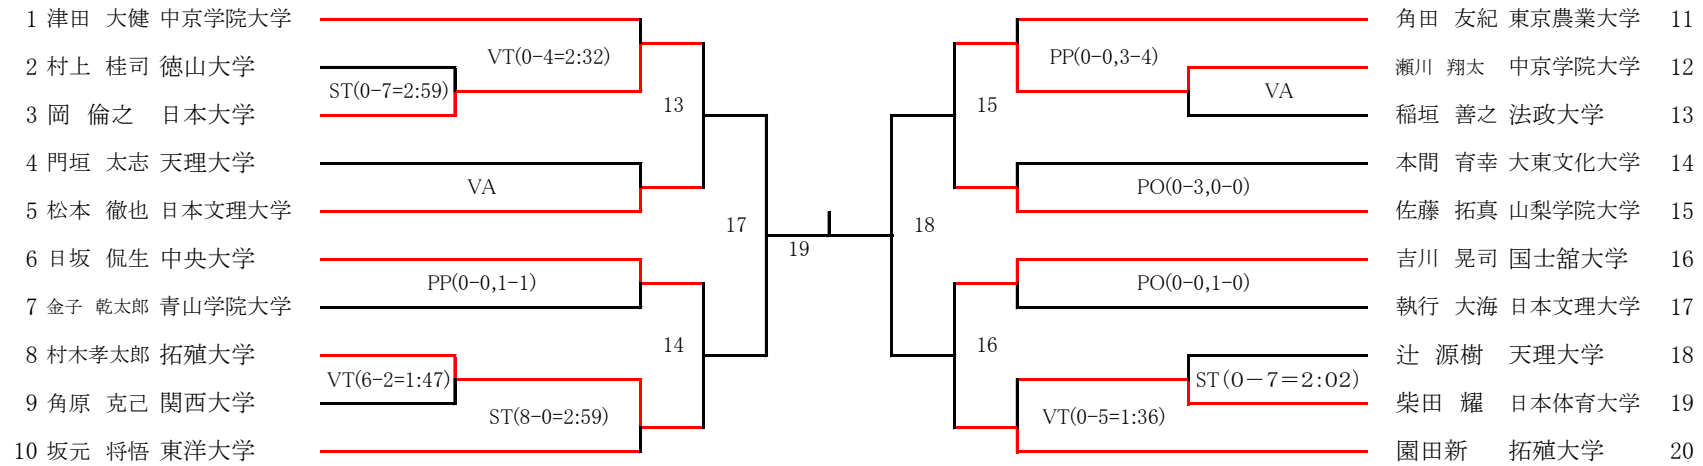 1 津田 大健 中京学院大学
VT(0-4=2:32)
2 村上 桂司 徳山大学
ST(0-7=2:59)
3 岡 倫之 日本大学
13
4 門垣 太志 天理大学
VA
5 松本 徹也 日本文理大学
17
6 日坂 侃生 中央大学
PP(0-0,1-1)
7 金子 乾太郎 青山学院大学
14
8 村木孝太郎 拓殖大学
VT(6-2=1:47)
9 角原 克己 関西大学
ST(8-0=2:59)
10 坂元 将悟 東洋大学
19
角田 友紀 東京農業大学 11
PP(0-0,3-4)
瀬川 翔太 中京学院大学 12
VA
15
稲垣 善之 法政大学 13
本間 育幸 大東文化大学 14
PO(0-3,0-0)
佐藤 拓真 山梨学院大学 15
18
吉川 晃司 国士舘大学 16
PO(0-0,1-0)
執行 大海 日本文理大学 17
16
辻 源樹 天理大学 18
ST(0-7=2:02)
柴田 耀 日本体育大学 19
VT(0-5=1:36)
園田新 拓殖大学 20